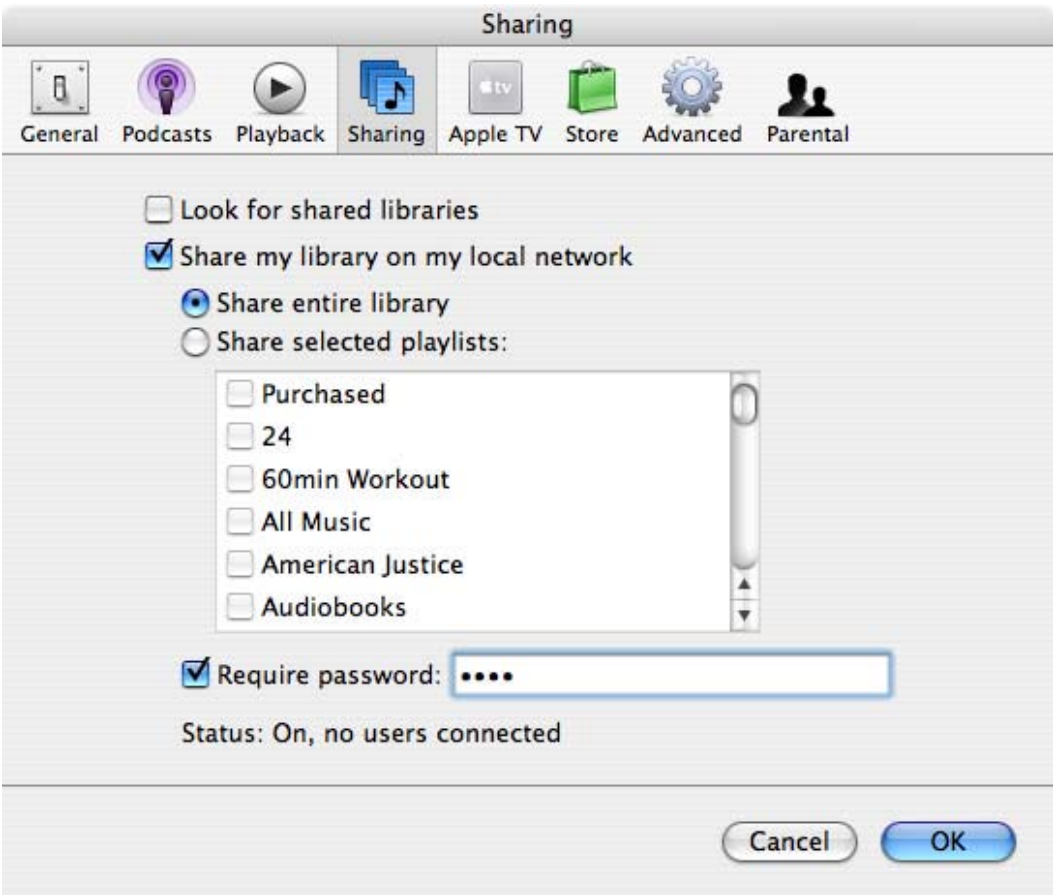 Sharing
General Podcasts Playback Sharing Apple TV Store Advanced Parental
Look for shared libraries
Share my library on my local network
Share entire library
Share selected playlists:
Purchased
24
60min Workout
All Music
American Justice
Audiobooks
Require password: ••••
Status: On, no users connected
Cancel OK